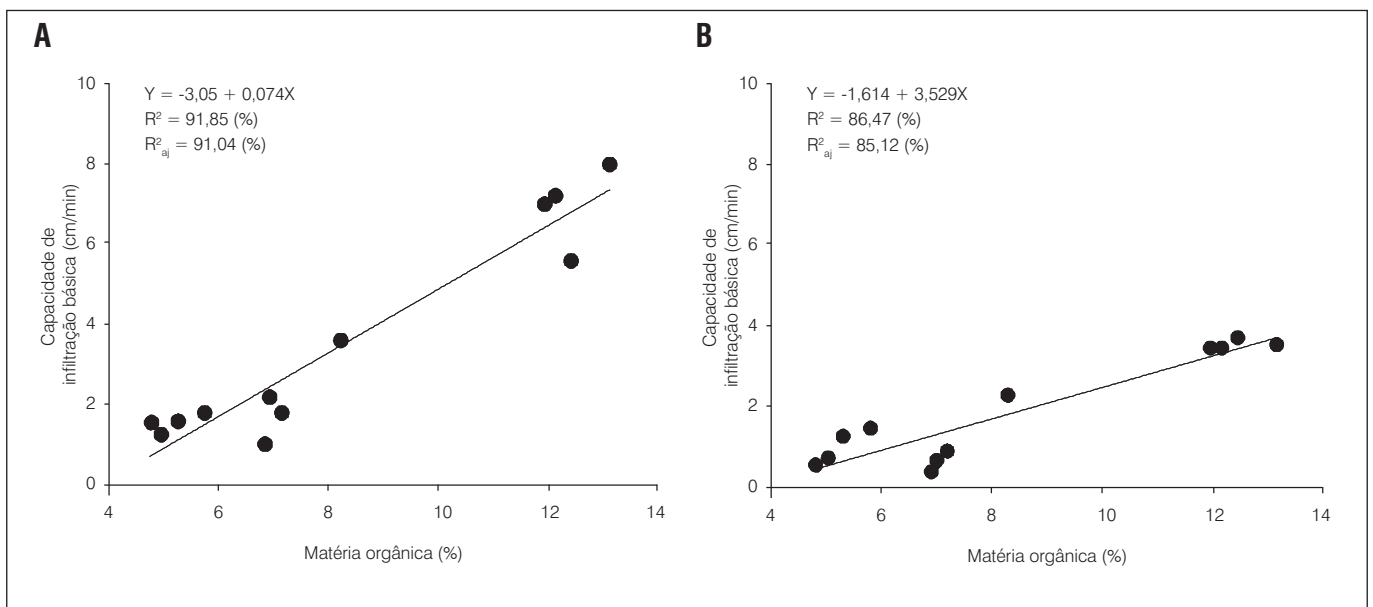 A
10
8
6
4
2
0
Capacidade de
infiltração básica (cm/min)
Y = -3,05 + 0,074X
R² = 91,85 (%)
R²aj = 91,04 (%)
4 6 8 10 12 14
Matéria orgânica (%)
B
10
8
6
4
2
0
Capacidade de
infiltração básica (cm/min)
Y = -1,614 + 3,529X
R² = 86,47 (%)
R²aj = 85,12 (%)
4 6 8 10 12 14
Matéria orgânica (%)